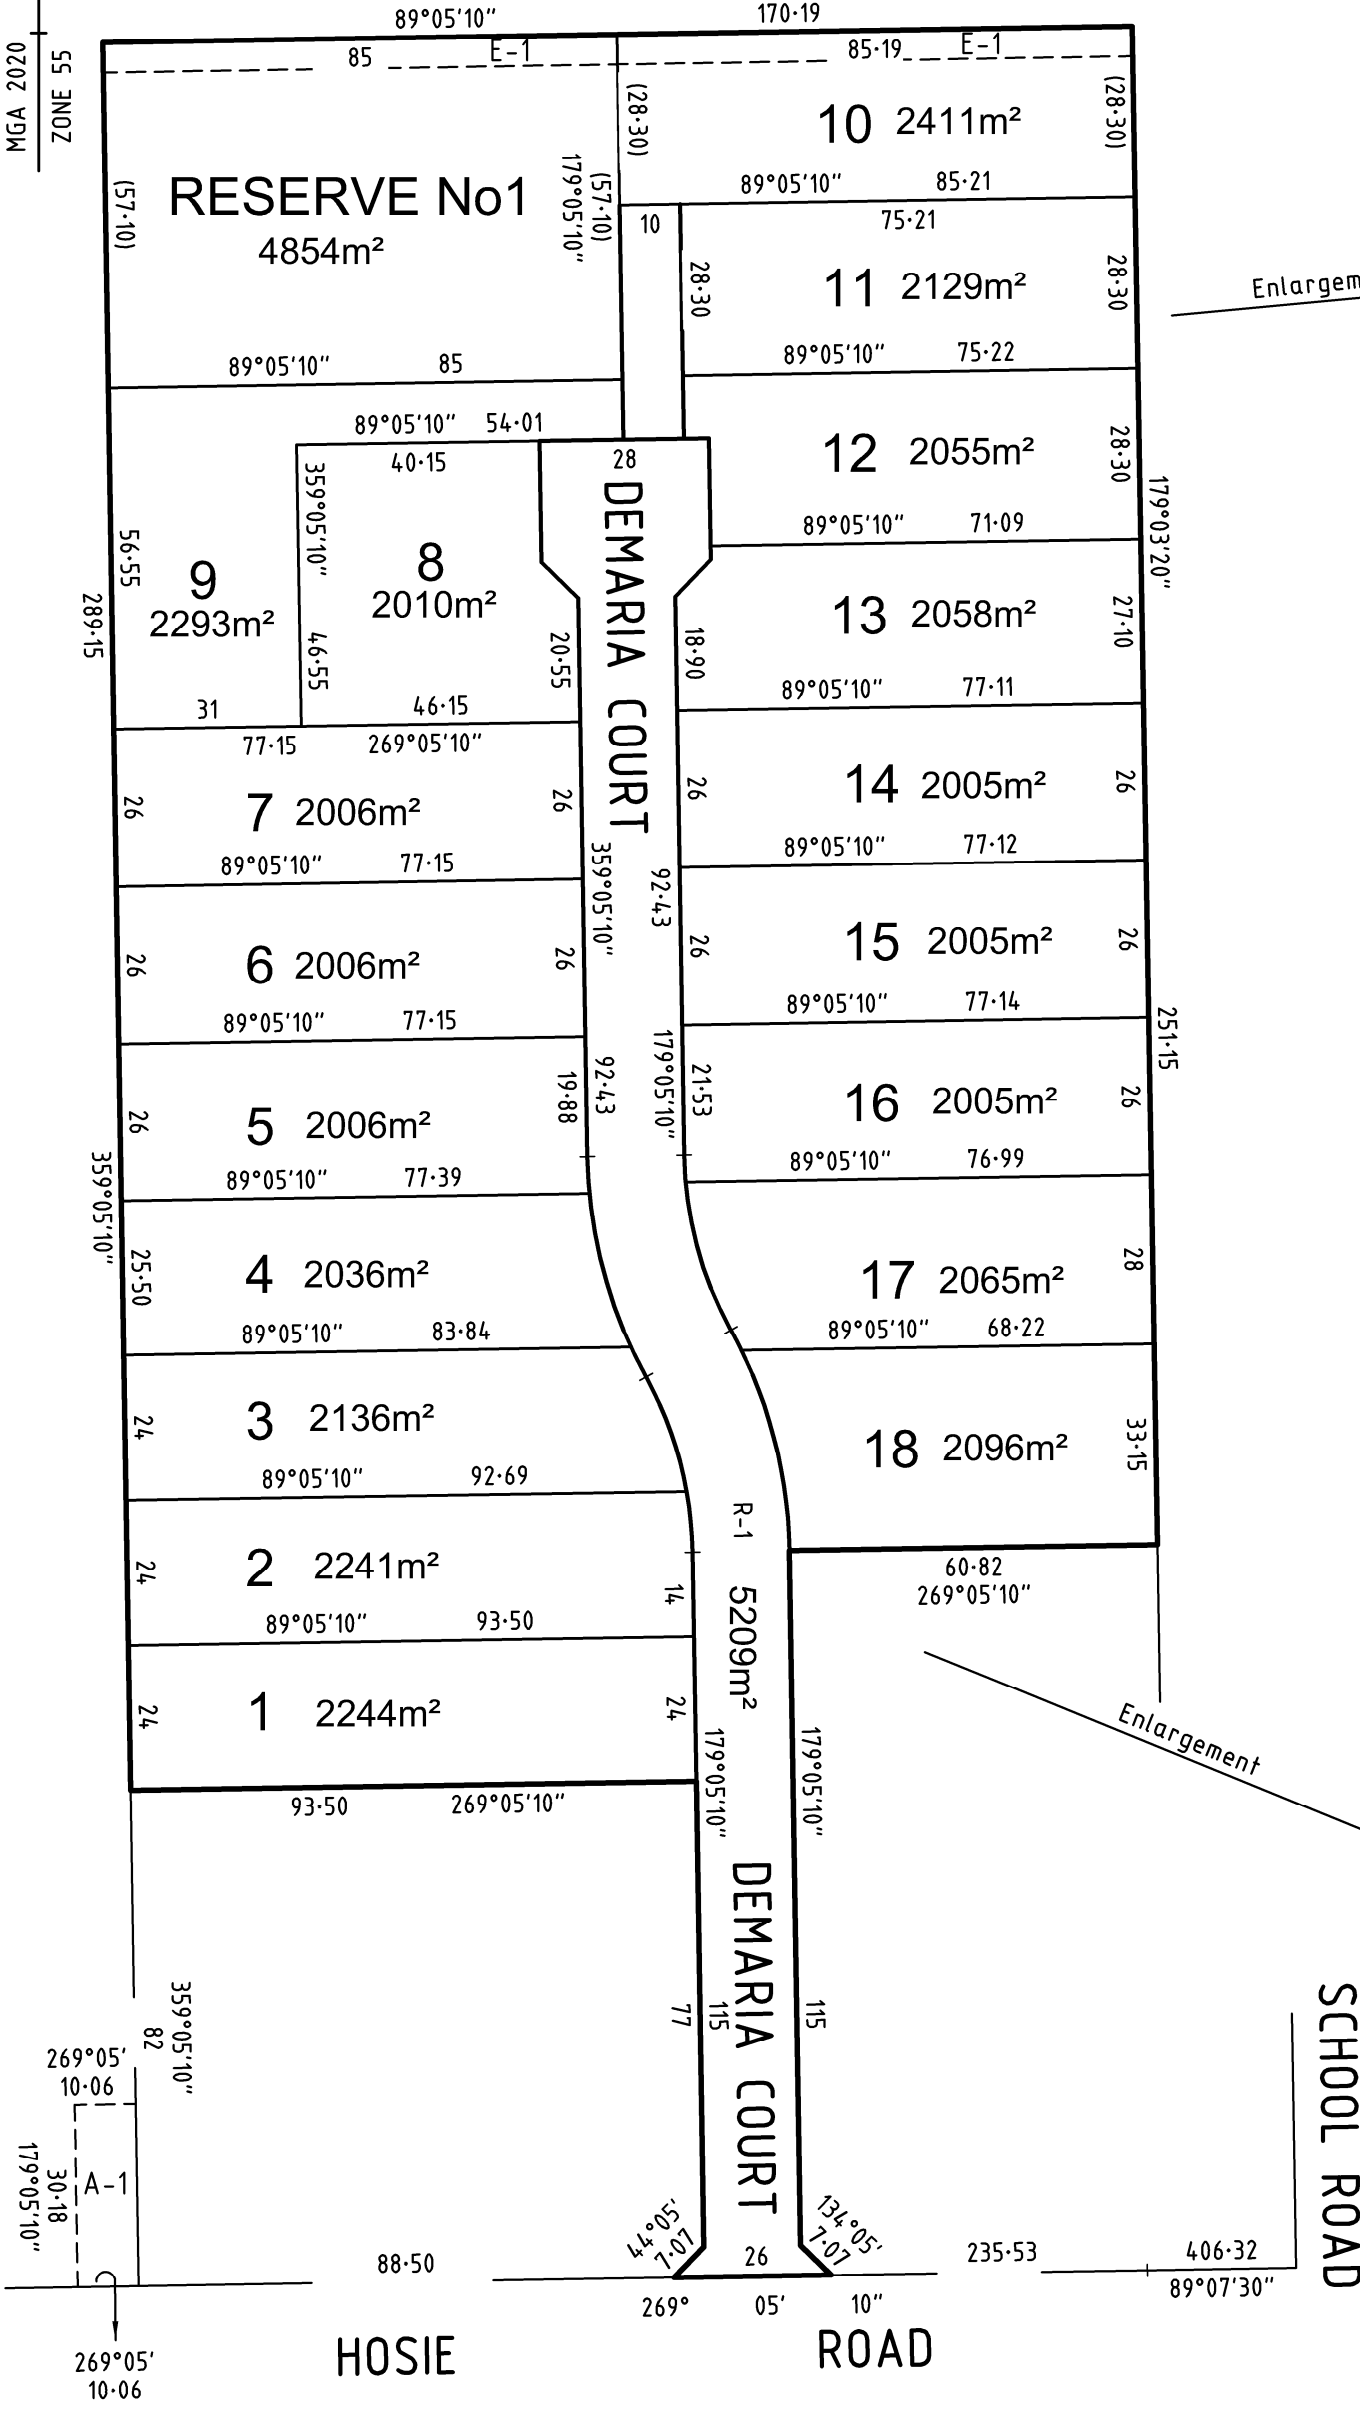 89°05'10" 170·19
MGA 2020
ZONE 55
85 E-1 85·19 E-1
(28·30) (28·30)
10 2411m²
89°05'10" 85·21
(57·10)
RESERVE No1
4854m²
(57·10)
179°05'10"
10 75·21
28·30
11 2129m²
28·30
Enlargem
89°05'10" 75·22
89°05'10" 85
89°05'10" 54·01
40·15
28
12 2055m²
28·30
89°05'10" 71·09
179°03'20"
359°05'10"
56·55
289·15
9
2293m²
8
2010m²
46·55
20·55
DEMARIA COURT
18·90
13 2058m²
27·10
89°05'10" 77·11
31 46·15
77·15 269°05'10"
26
7 2006m²
26
26
14 2005m²
26
89°05'10" 77·15
89°05'10" 77·12
359°05'10"
92·43
26
6 2006m²
26
26
15 2005m²
26
89°05'10" 77·15
89°05'10" 77·14
251·15
26
5 2006m²
19·88
92·43
179°05'10"
21·53
16 2005m²
26
89°05'10" 77·39
89°05'10" 76·99
359°05'10"
25·50
4 2036m²
17 2065m²
28
89°05'10" 83·84
89°05'10" 68·22
24
3 2136m²
18 2096m²
33·15
89°05'10" 92·69
R-1
24
2 2241m²
14
5209m²
60·82
269°05'10"
89°05'10" 93·50
24
1 2244m²
24
179°05'10"
179°05'10"
Enlargement
93·50 269°05'10"
DEMARIA COURT
359°05'10"
82
77
115
115
SCHOOL ROAD
269°05'
10·06
A-1
30·18
179°05'10"
44°05'
7·07
134°05'
7·07
88·50
26
235·53
406·32
89°07'30"
269° 05' 10"
269°05'
10·06
HOSIE ROAD